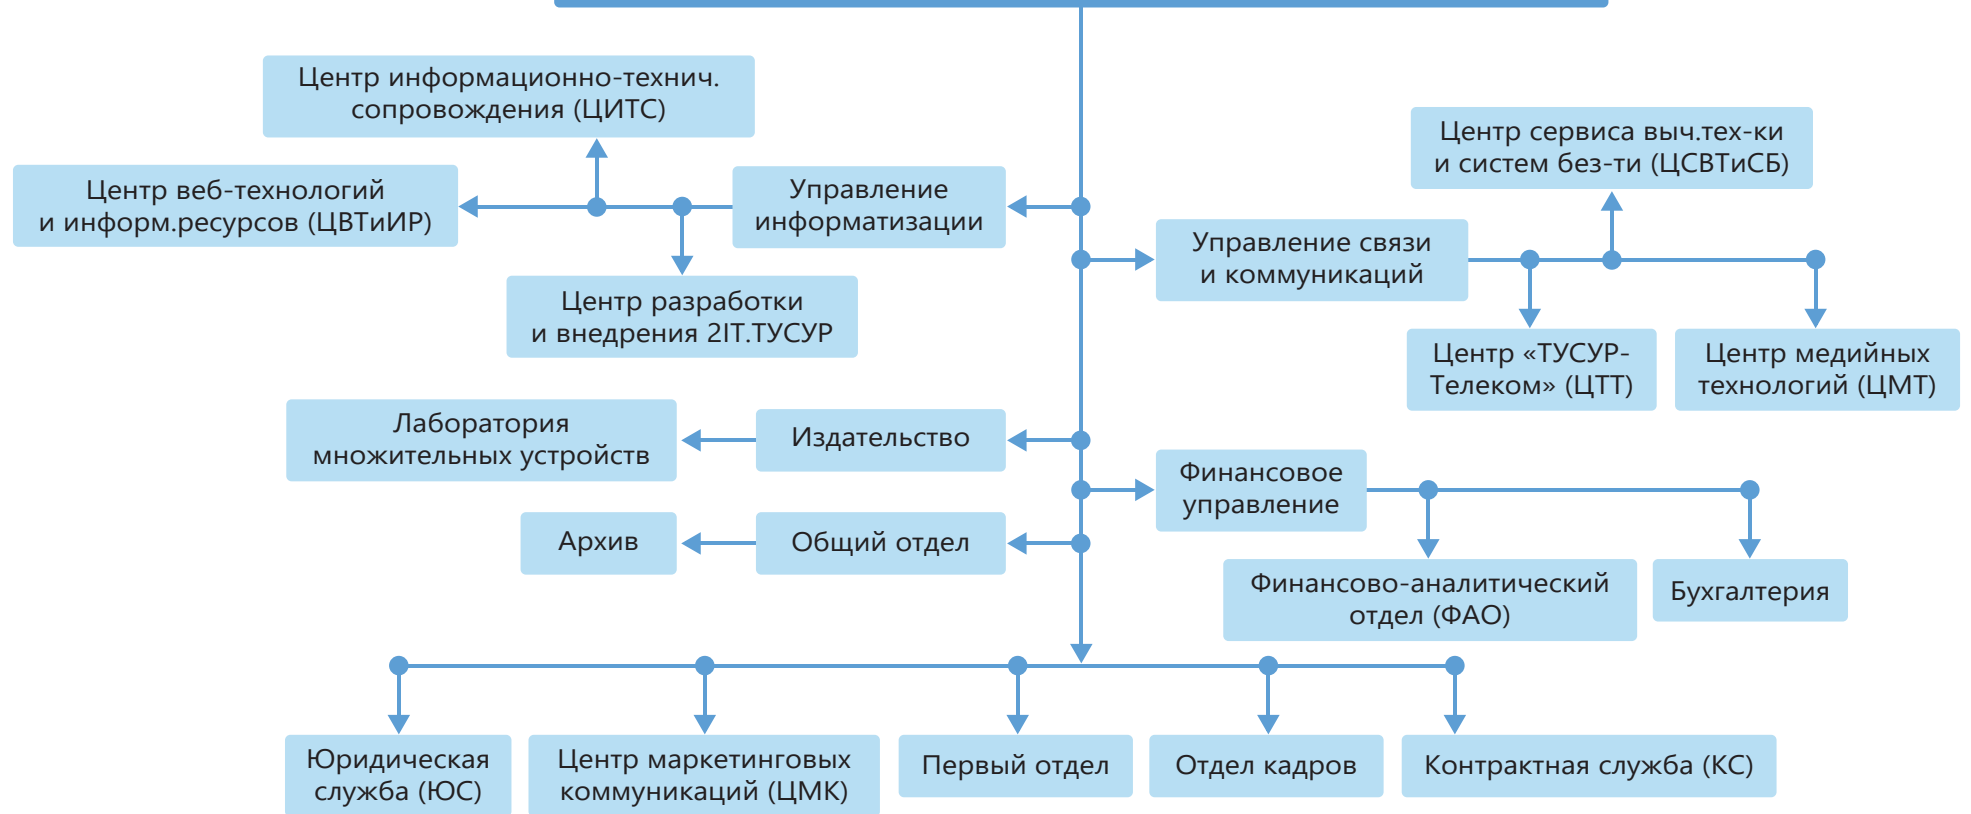 Центр информационно-технич.
сопровождения (ЦИТС)
Центр сервиса выч.тех-ки
и систем без-ти (ЦСВТиСБ)
Центр веб-технологий
и информ.ресурсов (ЦВТиИР)
Управление
информатизации
Управление связи
и коммуникаций
Центр разработки
и внедрения 2IT.ТУСУР
Центр «ТУСУР-
Телеком» (ЦТТ)
Центр медийных
технологий (ЦМТ)
Лаборатория
множительных устройств
Издательство
Финансовое
управление
Архив
Общий отдел
Финансово-аналитический
отдел (ФАО)
Бухгалтерия
Юридическая
служба (ЮС)
Центр маркетинговых
коммуникаций (ЦМК)
Первый отдел
Отдел кадров
Контрактная служба (КС)